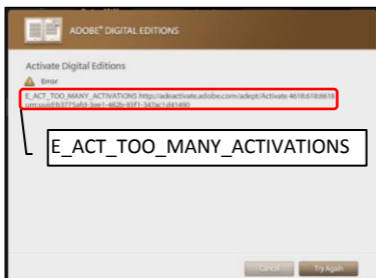 ADOBE® DIGITAL EDITIONS
Activate Digital Editions
Error
E_ACT_TOO_MANY_ACTIVATIONS http://adeactivate.adobe.com/adept/Activate
E_ACT_TOO_MANY_ACTIVATIONS
Cancel Try Again